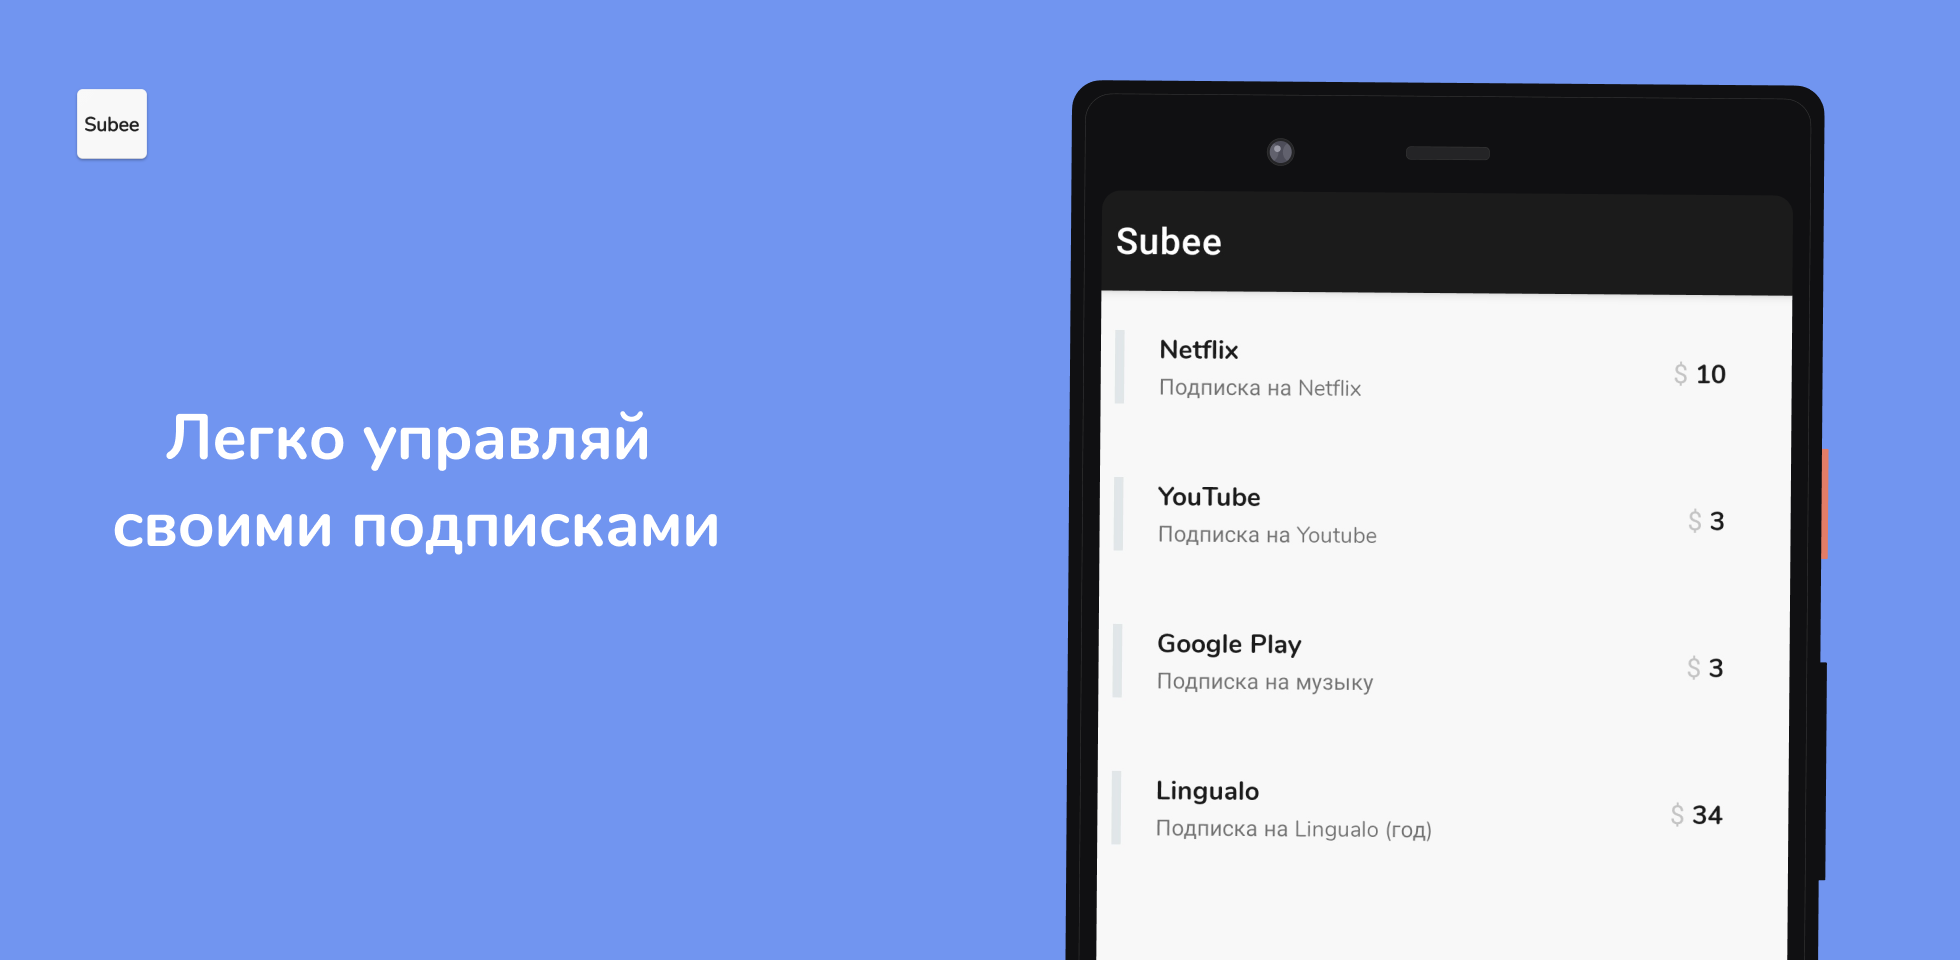 Subee
Легко управляй
своими подписками
Subee
Netflix
Подписка на Netflix
$ 10
YouTube
Подписка на Youtube
$ 3
Google Play
Подписка на музыку
$ 3
Lingualo
Подписка на Lingualo (год)
$ 34